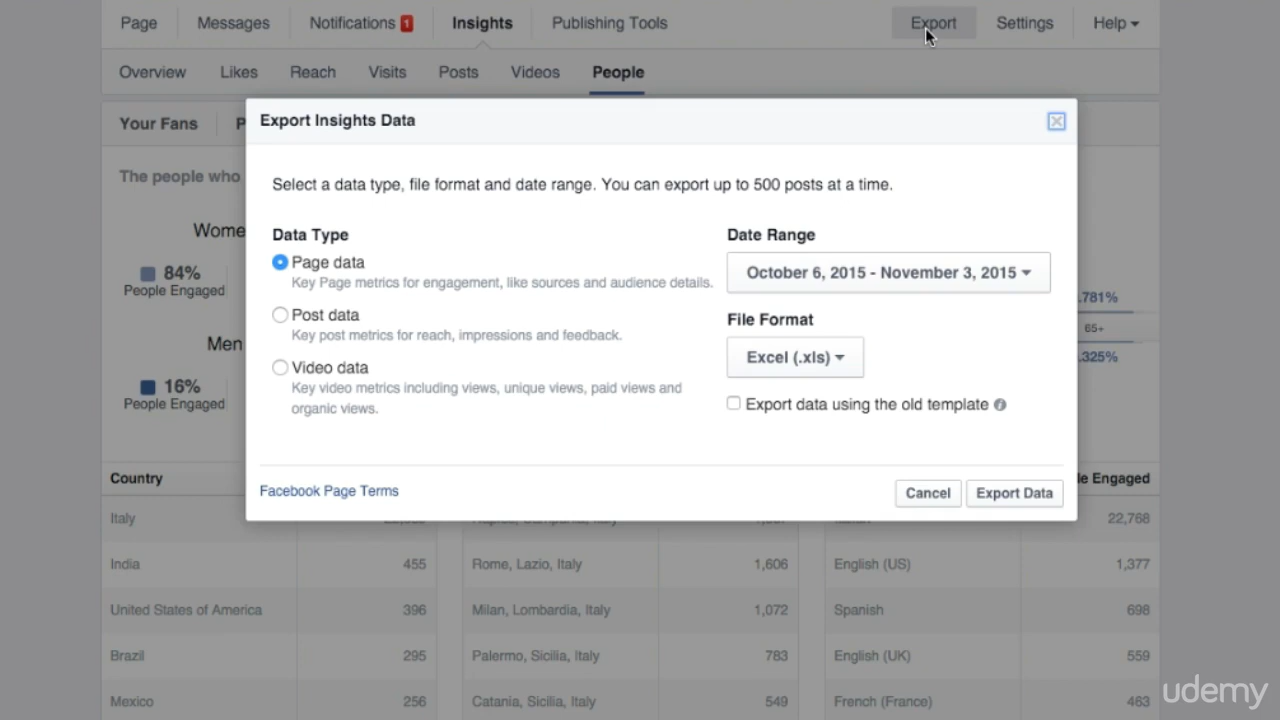 Page Messages Notifications 1 Insights Publishing Tools Export Settings Help
Overview Likes Reach Visits Posts Videos People
Your Fans P
The people who
Export Insights Data
Select a data type, file format and date range. You can export up to 500 posts at a time.
Data Type
Page data
Key Page metrics for engagement, like sources and audience details.
Post data
Key post metrics for reach, impressions and feedback.
Video data
Key video metrics including views, unique views, paid views and
organic views.
Date Range
October 6, 2015 - November 3, 2015
File Format
Excel (.xls)
Export data using the old template
Facebook Page Terms
Cancel Export Data
Wome
84%
People Engaged
Men
16%
People Engaged
.781%
65+
.325%
Country le Engaged
Italy 22,768
India 455 Rome, Lazio, Italy 1,606 English (US) 1,377
United States of America 396 Milan, Lombardia, Italy 1,072 Spanish 698
Brazil 295 Palermo, Sicilia, Italy 783 English (UK) 559
Mexico 256 Catania, Sicilia, Italy 549 French (France) 463
udemy